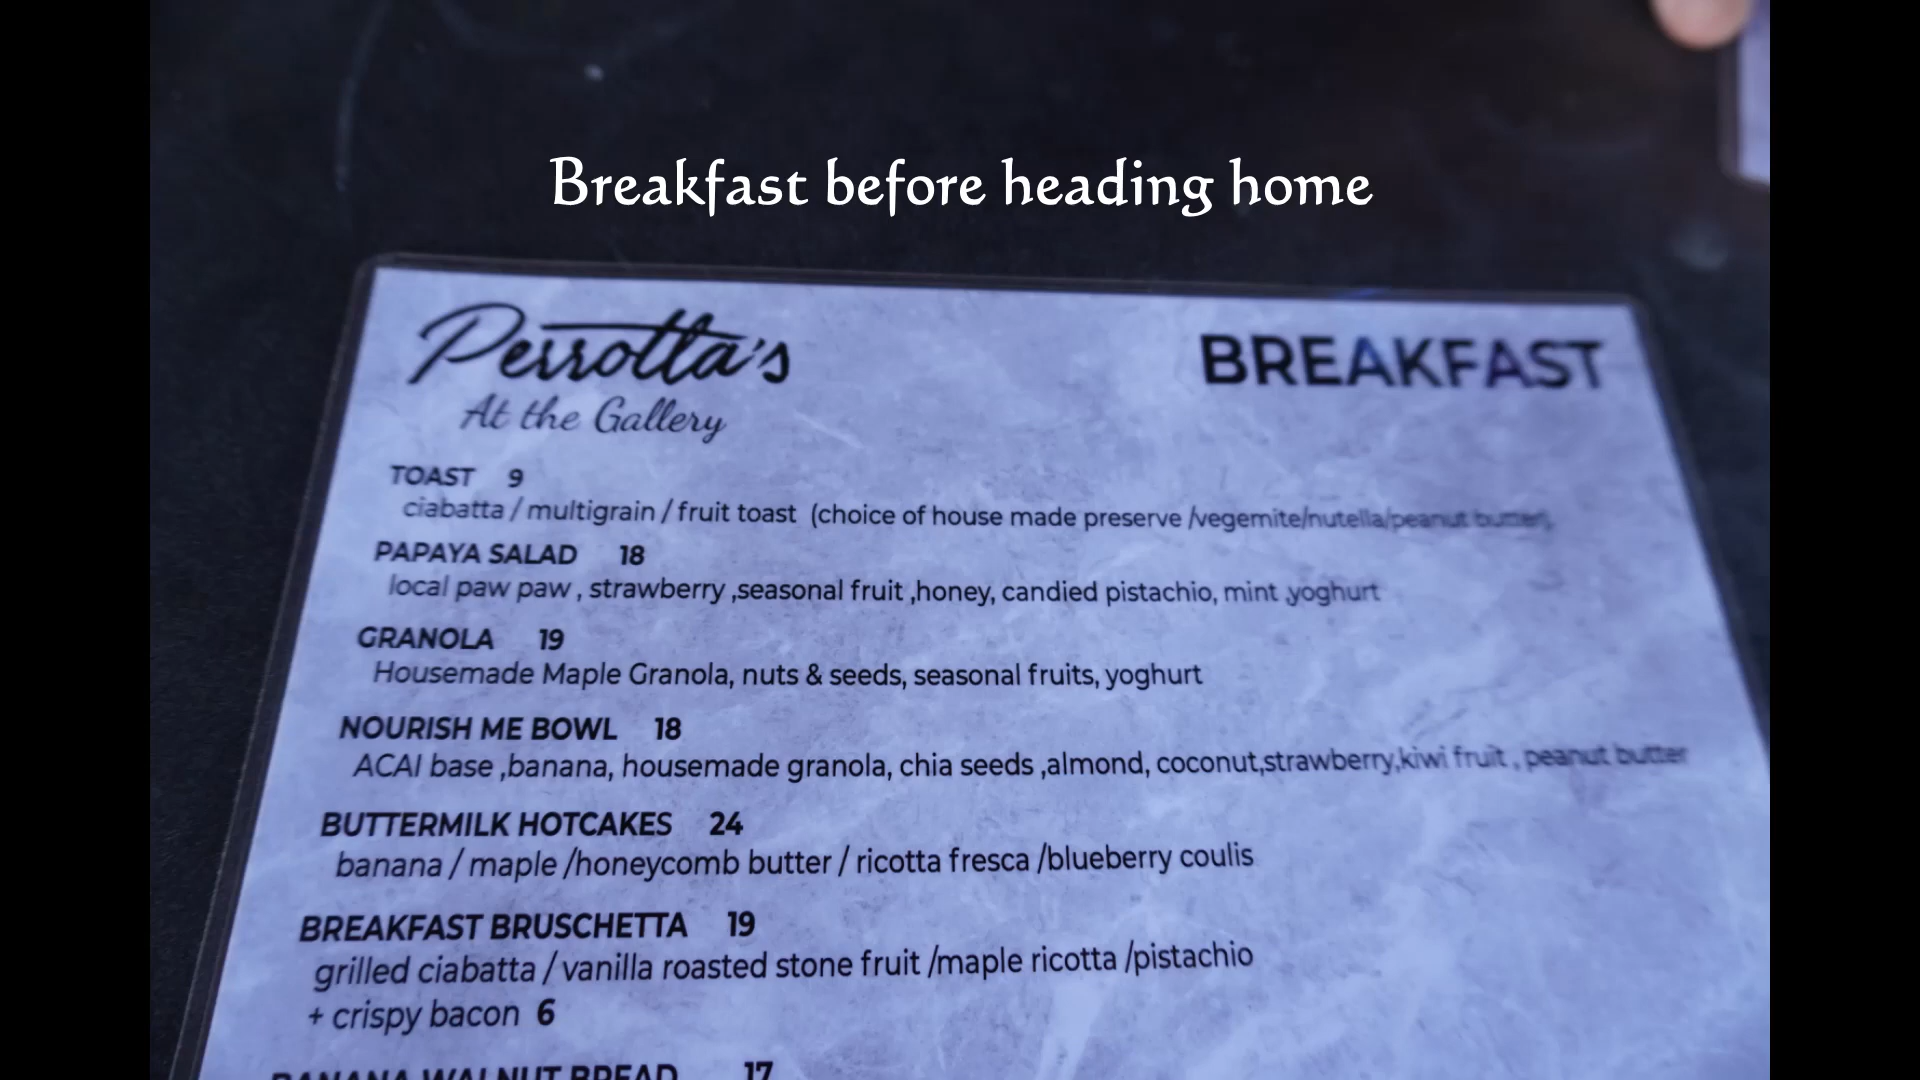 Breakfast before heading home
Perrotta's
At the Gallery
BREAKFAST
TOAST 9
ciabatta / multigrain / fruit toast (choice of house made preserve /vegemite/nutella/peanut butter)
PAPAYA SALAD 18
local paw paw , strawberry ,seasonal fruit ,honey, candied pistachio, mint ,yoghurt
GRANOLA 19
Housemade Maple Granola, nuts & seeds, seasonal fruits, yoghurt
NOURISH ME BOWL 18
ACAI base ,banana, housemade granola, chia seeds ,almond, coconut,strawberry,kiwi fruit , peanut butter
BUTTERMILK HOTCAKES 24
banana / maple /honeycomb butter / ricotta fresca /blueberry coulis
BREAKFAST BRUSCHETTA 19
grilled ciabatta / vanilla roasted stone fruit /maple ricotta /pistachio
+ crispy bacon 6
BANANA WALNUT BREAD 17